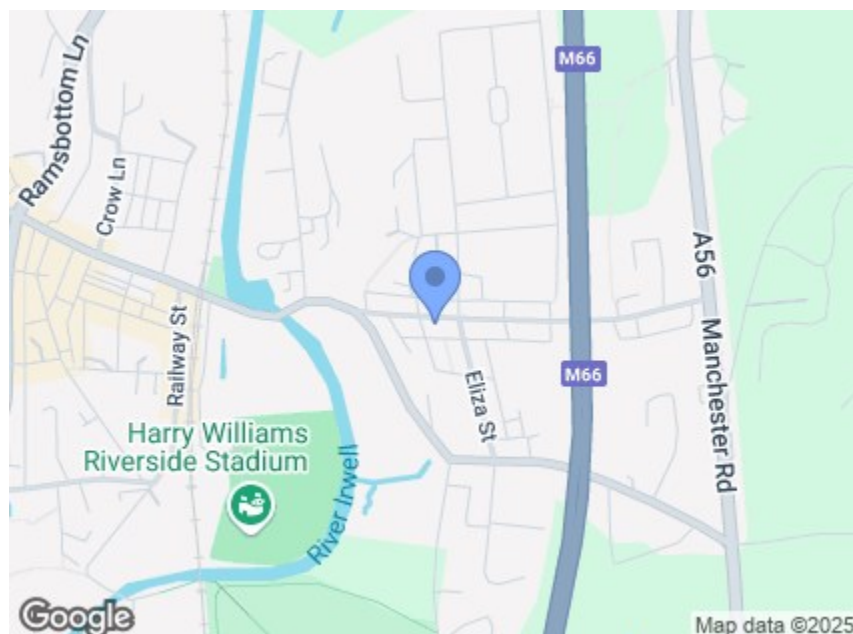 M66
Ramsbottom Ln
Crow Ln
A56
Manchester Rd
Railway St
M66
Eliza St
Harry Williams
Riverside Stadium
River Irwell
Google
Map data ©2025